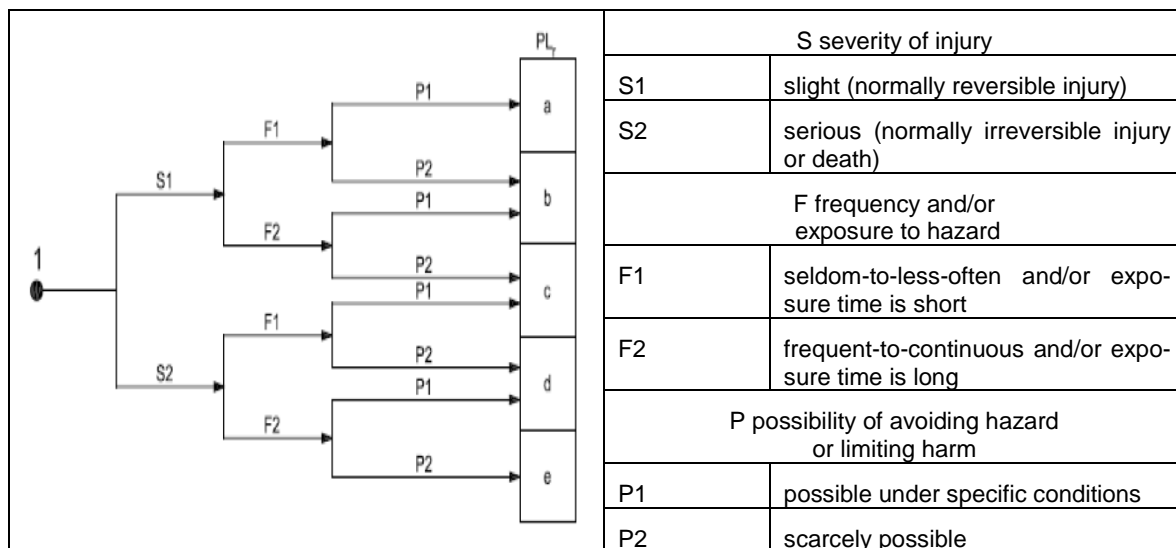 PLr
a
P1
F1
P2
b
S1
P1
F2
P2
1
c
P1
F1
P2
S2
d
P1
F2
P2
e
S severity of injury
S1 slight (normally reversible injury)
S2 serious (normally irreversible injury
or death)
F frequency and/or
exposure to hazard
F1 seldom-to-less-often and/or expo-
sure time is short
F2 frequent-to-continuous and/or expo-
sure time is long
P possibility of avoiding hazard
or limiting harm
P1 possible under specific conditions
P2 scarcely possible